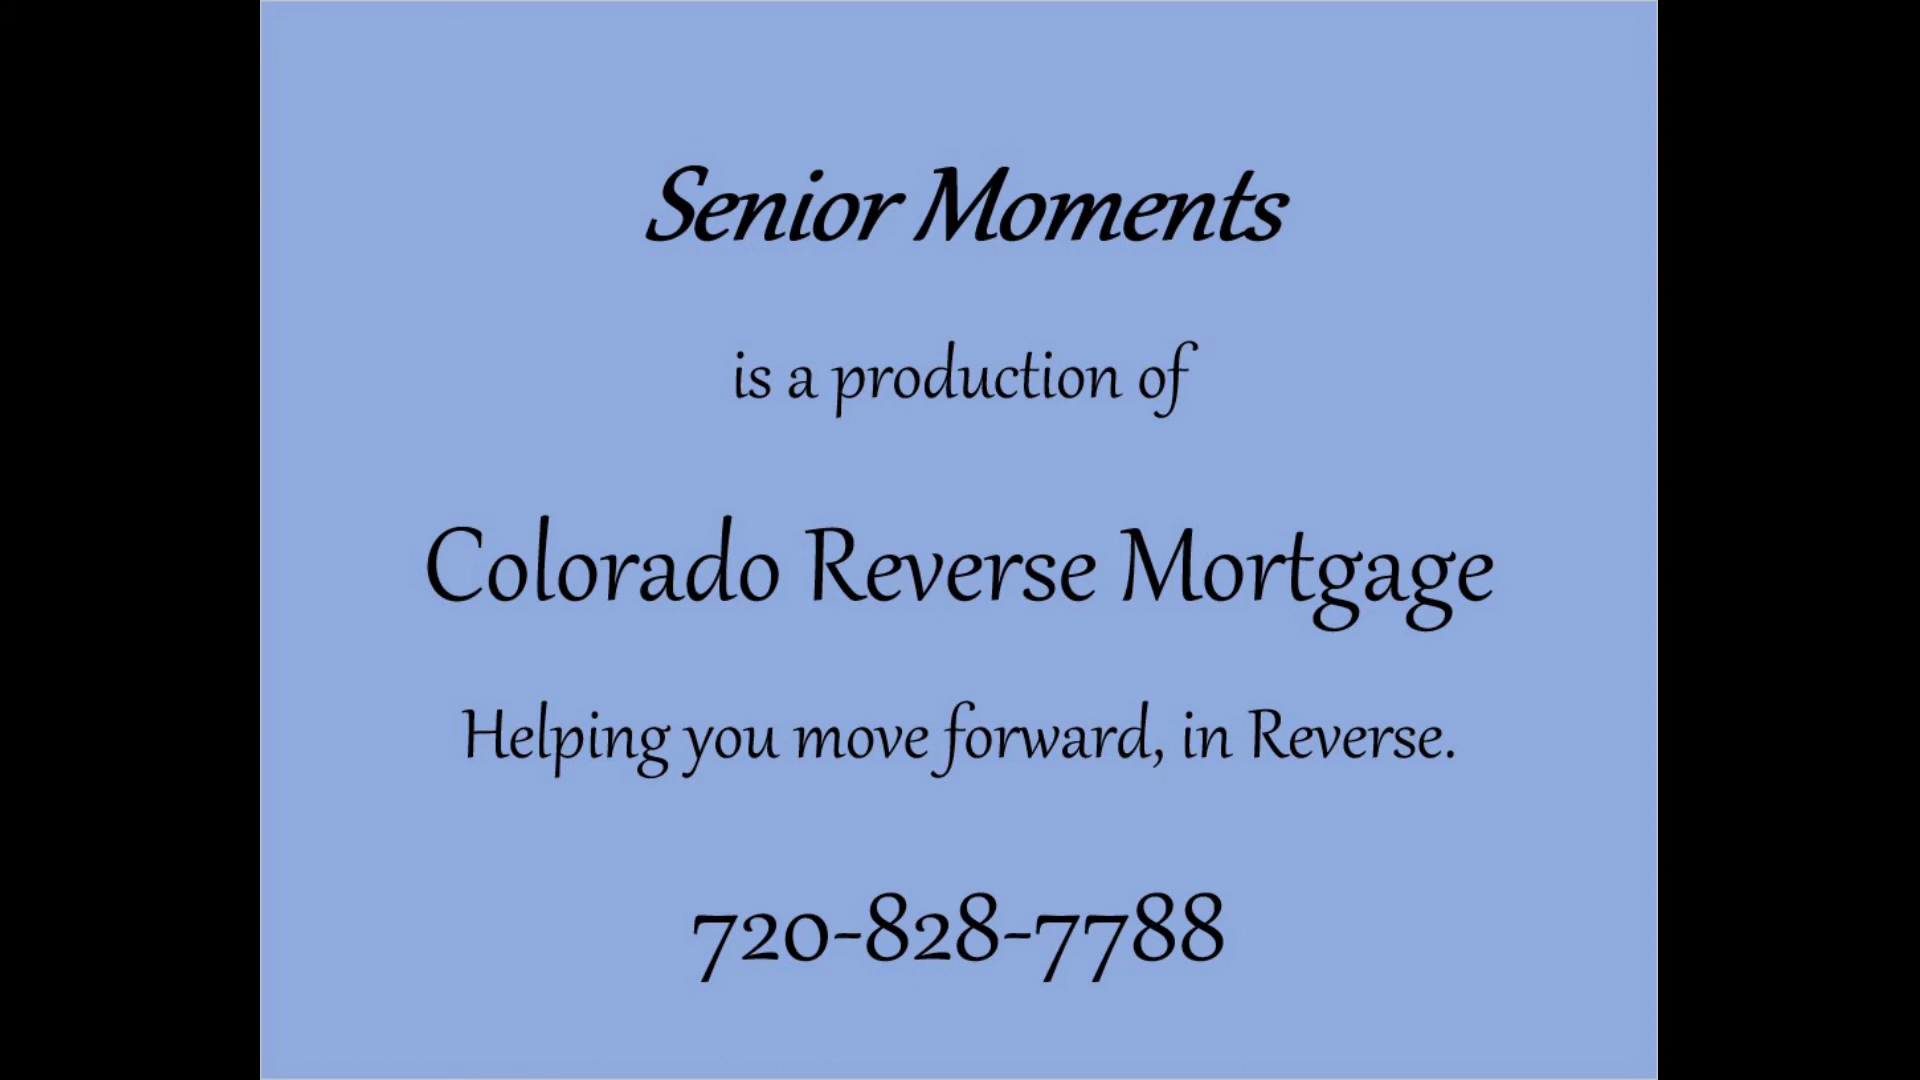 Senior Moments
is a production of
Colorado Reverse Mortgage
Helping you move forward, in Reverse.
720-828-7788